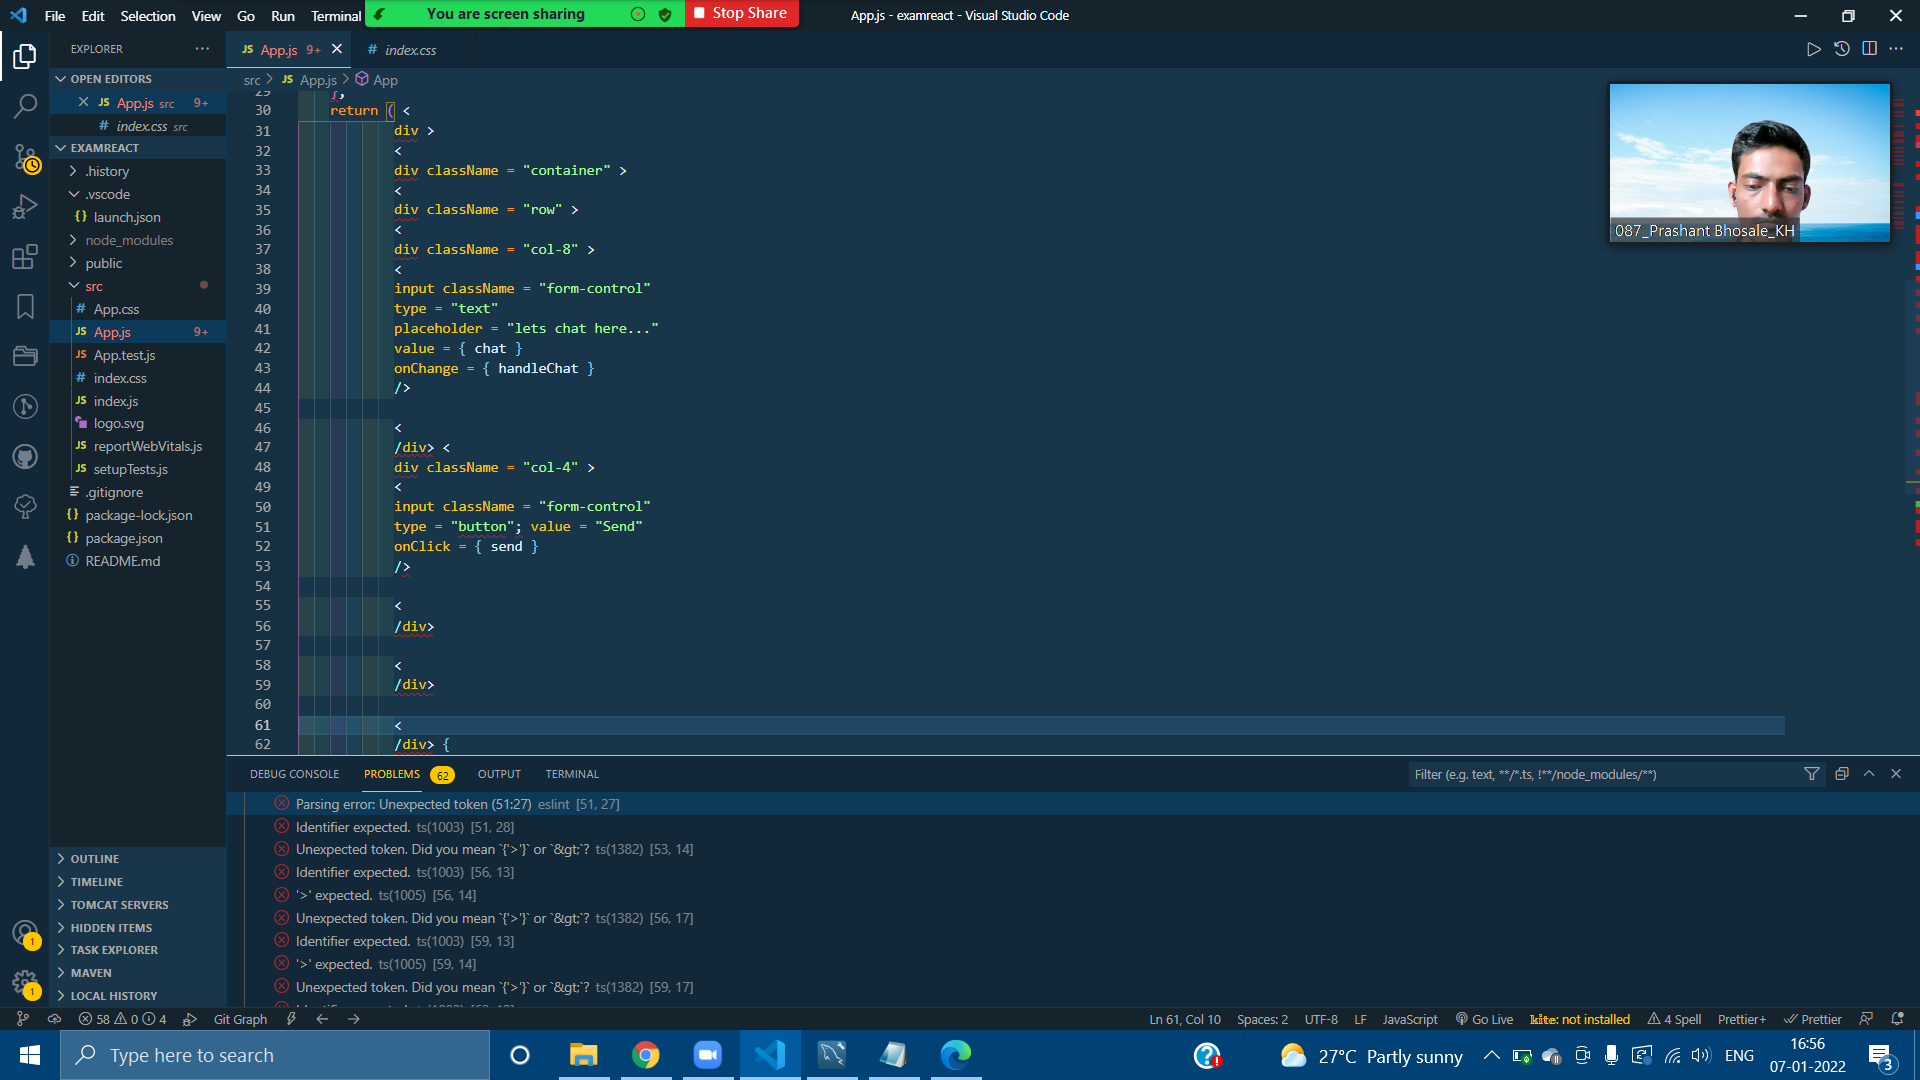 File Edit Selection View Go Run Terminal
You are screen sharing
Stop Share
App.js - examreact - Visual Studio Code
EXPLORER
OPEN EDITORS
App.js src 9+
index.css src
EXAMREACT
.history
.vscode
launch.json
node_modules
public
src
App.css
App.js 9+
App.test.js
index.css
index.js
logo.svg
reportWebVitals.js
setupTests.js
.gitignore
package-lock.json
package.json
README.md
OUTLINE
TIMELINE
TOMCAT SERVERS
HIDDEN ITEMS
TASK EXPLORER
MAVEN
LOCAL HISTORY
JS App.js 9+
# index.css
src > JS App.js > App
29 },
30 return ( <
31 div >
32 <
33 div className = "container" >
34 <
35 div className = "row" >
36 <
37 div className = "col-8" >
38 <
39 input className = "form-control"
40 type = "text"
41 placeholder = "lets chat here..."
42 value = { chat }
43 onChange = { handleChat }
44 />
45
46 <
47 /div> <
48 div className = "col-4" >
49 <
50 input className = "form-control"
51 type = "button"; value = "Send"
52 onClick = { send }
53 />
54
55 <
56 /div>
57
58 <
59 /div>
60
61 <
62 /div> {
087_Prashant Bhosale_KH
DEBUG CONSOLE PROBLEMS 62 OUTPUT TERMINAL
Filter (e.g. text, **/*.ts, !**/node_modules/**)
Parsing error: Unexpected token (51:27) eslint [51, 27]
Identifier expected. ts(1003) [51, 28]
Unexpected token. Did you mean `{'>'}` or `&gt;`? ts(1382) [53, 14]
Identifier expected. ts(1003) [56, 13]
'>' expected. ts(1005) [56, 14]
Unexpected token. Did you mean `{'>'}` or `&gt;`? ts(1382) [56, 17]
Identifier expected. ts(1003) [59, 13]
'>' expected. ts(1005) [59, 14]
Unexpected token. Did you mean `{'>'}` or `&gt;`? ts(1382) [59, 17]
58 0 4 Git Graph
Ln 61, Col 10 Spaces: 2 UTF-8 LF JavaScript Go Live kite: not installed 4 Spell Prettier+ Prettier
Type here to search
27°C Partly sunny
ENG
16:56
07-01-2022
3
1
1